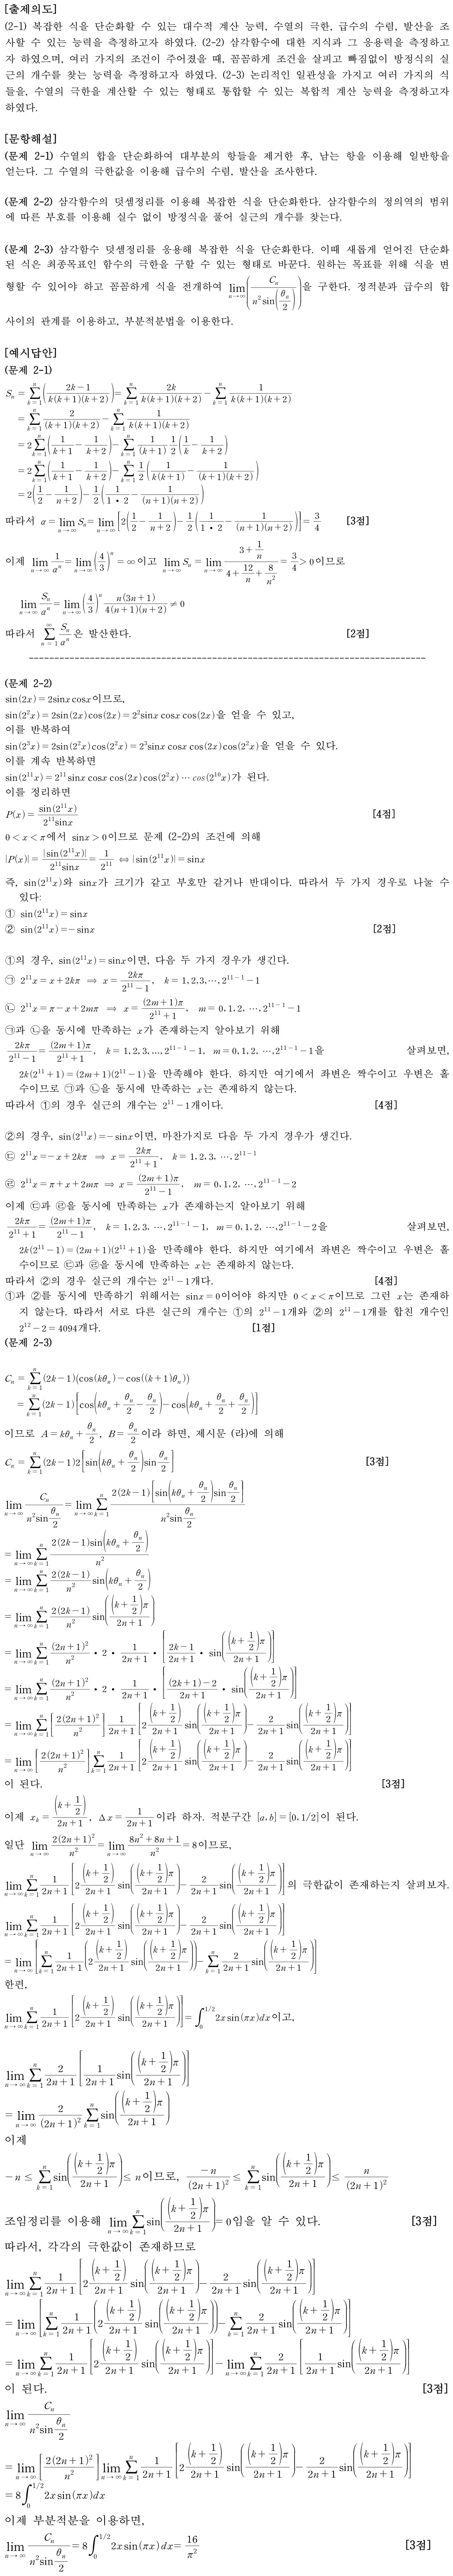 [출제의도]
(2-1) 복잡한 식을 단순화할 수 있는 대수적 계산 능력, 수열의 극한, 급수의 수렴, 발산을 조
사할 수 있는 능력을 측정하고자 하였다. (2-2) 삼각함수에 대한 지식과 그 응용력을 측정하고
자 하였으며, 여러 가지의 조건이 주어졌을 때, 꼼꼼하게 조건을 살피고 빠짐없이 방정식의 실
근의 개수를 찾는 능력을 측정하고자 하였다. (2-3) 논리적인 일관성을 가지고 여러 가지의 식
들을, 수열의 극한을 계산할 수 있는 형태로 통합할 수 있는 복합적 계산 능력을 측정하고자
하였다.
[문항해설]
(문제 2-1) 수열의 합을 단순화하여 대부분의 항들을 제거한 후, 남는 항을 이용해 일반항을
얻는다. 그 수열의 극한값을 이용해 급수의 수렴, 발산을 조사한다.
(문제 2-2) 삼각함수의 덧셈정리를 이용해 복잡한 식을 단순화한다. 삼각함수의 정의역의 범위
에 따른 부호를 이용해 실수 없이 방정식을 풀어 실근의 개수를 찾는다.
(문제 2-3) 삼각함수 덧셈정리를 응용해 복잡한 식을 단순화한다. 이때 새롭게 얻어진 단순화
된 식은 최종목표인 함수의 극한을 구할 수 있는 형태로 바꾼다. 원하는 목표를 위해 식을 변
형할 수 있어야 하고 꼼꼼하게 식을 전개하여 lim_{n→∞}(C_n/(n² sin(θ_n/2)))을 구한다. 정적분과 급수의 합
사이의 관계를 이용하고, 부분적분법을 이용한다.
[예시답안]
(문제 2-1)
S_n = Σ_{k=1}^{n}((2k-1)/(k(k+1)(k+2))) = Σ_{k=1}^{n} 2k/(k(k+1)(k+2)) - Σ_{k=1}^{n} 1/(k(k+1)(k+2))
= Σ_{k=1}^{n} 2/((k+1)(k+2)) - Σ_{k=1}^{n} 1/(k(k+1)(k+2))
= 2Σ_{k=1}^{n}(1/(k+1) - 1/(k+2)) - Σ_{k=1}^{n} 1/(k+1) 1/2 (1/k - 1/(k+2))
= 2Σ_{k=1}^{n}(1/(k+1) - 1/(k+2)) - Σ_{k=1}^{n} 1/2 (1/(k(k+1)) - 1/((k+1)(k+2)))
= 2(1/2 - 1/(n+2)) - 1/2 (1/(1•2) - 1/((n+1)(n+2)))
따라서 α = lim_{n→∞} S_n = lim_{n→∞}[2(1/2 - 1/(n+2)) - 1/2(1/(1•2) - 1/((n+1)(n+2)))] = 3/4 [3점]
이제 lim_{n→∞} 1/aⁿ = lim_{n→∞}(4/3)ⁿ = ∞이고 lim_{n→∞} S_n = lim_{n→∞} (3+1/n)/(4+12/n+8/n²) = 3/4 > 0이므로
lim_{n→∞} S_n/aⁿ = lim_{n→∞}(4/3)ⁿ n(3n+1)/(4(n+1)(n+2)) ≠ 0
따라서 Σ_{n=1}^{∞} S_n/aⁿ은 발산한다. [2점]
(문제 2-2)
sin(2x) = 2sinx cosx이므로,
sin(2²x) = 2sin(2x)cos(2x) = 2²sinx cosx cos(2x)을 얻을 수 있고,
이를 반복하여
sin(2³x) = 2sin(2²x)cos(2²x) = 2³sinx cosx cos(2x)cos(2²x)을 얻을 수 있다.
이를 계속 반복하면
sin(2¹¹x) = 2¹¹sinx cosx cos(2x)cos(2²x) ⋯ cos(2¹⁰x)가 된다.
이를 정리하면
P(x) = sin(2¹¹x)/(2¹¹sinx) [4점]
0 < x < π에서 sinx > 0이므로 문제 (2-2)의 조건에 의해
|P(x)| = |sin(2¹¹x)|/(2¹¹sinx) = 1/2¹¹ ⇔ |sin(2¹¹x)| = sinx
즉, sin(2¹¹x)와 sinx가 크기가 같고 부호만 같거나 반대이다. 따라서 두 가지 경우로 나눌 수
있다:
① sin(2¹¹x) = sinx
② sin(2¹¹x) = -sinx [2점]
①의 경우, sin(2¹¹x) = sinx이면, 다음 두 가지 경우가 생긴다.
㉠ 2¹¹x = x+2kπ ⇒ x = 2kπ/(2¹¹-1), k = 1,2,3,⋯,2^{11-1}-1
㉡ 2¹¹x = π-x+2mπ ⇒ x = (2m+1)π/(2¹¹+1), m = 0,1,2, ⋯,2^{11-1}-1
㉠과 ㉡을 동시에 만족하는 x가 존재하는지 알아보기 위해
2kπ/(2¹¹-1) = (2m+1)π/(2¹¹+1), k = 1,2,3,...,2^{11-1}-1, m = 0,1,2, ⋯,2^{11-1}-1을 살펴보면,
2k(2¹¹+1) = (2m+1)(2¹¹-1)을 만족해야 한다. 하지만 여기에서 좌변은 짝수이고 우변은 홀
수이므로 ㉠과 ㉡을 동시에 만족하는 x는 존재하지 않는다.
따라서 ①의 경우 실근의 개수는 2¹¹-1개이다. [4점]
②의 경우, sin(2¹¹x) = -sinx이면, 마찬가지로 다음 두 가지 경우가 생긴다.
㉢ 2¹¹x = -x+2kπ ⇒ x = 2kπ/(2¹¹+1), k = 1,2,3, ⋯,2^{11-1}
㉣ 2¹¹x = π+x+2mπ ⇒ x = (2m+1)π/(2¹¹-1), m = 0,1,2, ⋯,2^{11-1}-2
이제 ㉢과 ㉣을 동시에 만족하는 x가 존재하는지 알아보기 위해
2kπ/(2¹¹+1) = (2m+1)π/(2¹¹-1), k = 1,2,3, ⋯,2^{11-1}, m = 0,1,2, ⋯,2^{11-1}-2을 살펴보면,
2k(2¹¹-1) = (2m+1)(2¹¹+1)을 만족해야 한다. 하지만 여기에서 좌변은 짝수이고 우변은 홀
수이므로 ㉢과 ㉣을 동시에 만족하는 x는 존재하지 않는다.
따라서 ②의 경우 실근의 개수는 2¹¹-1개다. [4점]
①과 ②를 동시에 만족하기 위해서는 sinx = 0이어야 하지만 0 < x < π이므로 그런 x는 존재하
지 않는다. 따라서 서로 다른 실근의 개수는 ①의 2¹¹-1개와 ②의 2¹¹-1개를 합친 개수인
2¹²-2 = 4094개다. [1점]
(문제 2-3)
C_n = Σ_{k=1}^{n}(2k-1)(cos(kθ_n) - cos((k+1)θ_n))
= Σ_{k=1}^{n}(2k-1)[cos(kθ_n + θ_n/2 - θ_n/2) - cos(kθ_n + θ_n/2 + θ_n/2)]
이므로 A = kθ_n + θ_n/2, B = θ_n/2이라 하면, 제시문 (라)에 의해
C_n = Σ_{k=1}^{n}(2k-1)2[sin(kθ_n + θ_n/2)sin θ_n/2] [3점]
lim_{n→∞} C_n/(n² sin θ_n/2) = lim_{n→∞} Σ_{k=1}^{n} 2(2k-1)[sin(kθ_n + θ_n/2)sin θ_n/2]/(n² sin θ_n/2)
= lim_{n→∞} Σ_{k=1}^{n} 2(2k-1)sin(kθ_n + θ_n/2)/n²
= lim_{n→∞} Σ_{k=1}^{n} 2(2k-1)/n² sin(kθ_n + θ_n/2)
= lim_{n→∞} Σ_{k=1}^{n} 2(2k-1)/n² sin((k+1/2)π/(2n+1))
= lim_{n→∞} Σ_{k=1}^{n} (2n+1)²/n² • 2 • 1/(2n+1) • [(2k-1)/(2n+1) • sin((k+1/2)π/(2n+1))]
= lim_{n→∞} Σ_{k=1}^{n} (2n+1)²/n² • 2 • 1/(2n+1) • [((2k+1)-2)/(2n+1) • sin((k+1/2)π/(2n+1))]
= lim_{n→∞} Σ_{k=1}^{n} [2(2n+1)²/n²] 1/(2n+1) [2 (k+1/2)/(2n+1) sin((k+1/2)π/(2n+1)) - 2/(2n+1) sin((k+1/2)π/(2n+1))]
= lim_{n→∞} [2(2n+1)²/n²] Σ_{k=1}^{n} 1/(2n+1) [2 (k+1/2)/(2n+1) sin((k+1/2)π/(2n+1)) - 2/(2n+1) sin((k+1/2)π/(2n+1))]
이 된다. [3점]
이제 x_k = (k+1/2)/(2n+1), Δx = 1/(2n+1)이라 하자. 적분구간 [a,b] = [0,1/2]이 된다.
일단 lim_{n→∞} 2(2n+1)²/n² = lim_{n→∞} (8n²+8n+1)/n² = 8이므로,
lim_{n→∞} Σ_{k=1}^{n} 1/(2n+1) [2 (k+1/2)/(2n+1) sin((k+1/2)π/(2n+1)) - 2/(2n+1) sin((k+1/2)π/(2n+1))]의 극한값이 존재하는지 살펴보자.
lim_{n→∞} Σ_{k=1}^{n} 1/(2n+1) [2 (k+1/2)/(2n+1) sin((k+1/2)π/(2n+1)) - 2/(2n+1) sin((k+1/2)π/(2n+1))]
= lim_{n→∞} [Σ_{k=1}^{n} 1/(2n+1) (2 (k+1/2)/(2n+1) sin((k+1/2)π/(2n+1))) - Σ_{k=1}^{n} 2/(2n+1) sin((k+1/2)π/(2n+1))]
한편,
lim_{n→∞} Σ_{k=1}^{n} 1/(2n+1) [2 (k+1/2)/(2n+1) sin((k+1/2)π/(2n+1))] = ∫_0^{1/2} 2x sin(πx)dx이고,
lim_{n→∞} Σ_{k=1}^{n} 2/(2n+1) [1/(2n+1) sin((k+1/2)π/(2n+1))]
= lim_{n→∞} 2/(2n+1)² Σ_{k=1}^{n} sin((k+1/2)π/(2n+1))
이제
-n ≤ Σ_{k=1}^{n} sin((k+1/2)π/(2n+1)) ≤ n이므로, -n/(2n+1)² ≤ Σ_{k=1}^{n} sin((k+1/2)π/(2n+1)) ≤ n/(2n+1)²
조임정리를 이용해 lim_{n→∞} Σ_{k=1}^{n} sin((k+1/2)π/(2n+1)) = 0임을 알 수 있다. [3점]
따라서, 각각의 극한값이 존재하므로
lim_{n→∞} Σ_{k=1}^{n} 1/(2n+1) [2 (k+1/2)/(2n+1) sin((k+1/2)π/(2n+1)) - 2/(2n+1) sin((k+1/2)π/(2n+1))]
= lim_{n→∞} [Σ_{k=1}^{n} 1/(2n+1) (2 (k+1/2)/(2n+1) sin((k+1/2)π/(2n+1))) - Σ_{k=1}^{n} 2/(2n+1) sin((k+1/2)π/(2n+1))]
= lim_{n→∞} Σ_{k=1}^{n} 1/(2n+1) [2 (k+1/2)/(2n+1) sin((k+1/2)π/(2n+1))] - lim_{n→∞} Σ_{k=1}^{n} 2/(2n+1) [1/(2n+1) sin((k+1/2)π/(2n+1))]
이 된다. [3점]
lim_{n→∞} C_n/(n² sin θ_n/2)
= lim_{n→∞} [2(2n+1)²/n²] lim_{n→∞} Σ_{k=1}^{n} 1/(2n+1) [2 (k+1/2)/(2n+1) sin((k+1/2)π/(2n+1)) - 2/(2n+1) sin((k+1/2)π/(2n+1))]
= 8∫_0^{1/2} 2x sin(πx)dx
이제 부분적분을 이용하면,
lim_{n→∞} C_n/(n² sin θ_n/2) = 8∫_0^{1/2} 2x sin(πx)dx = 16/π² [3점]